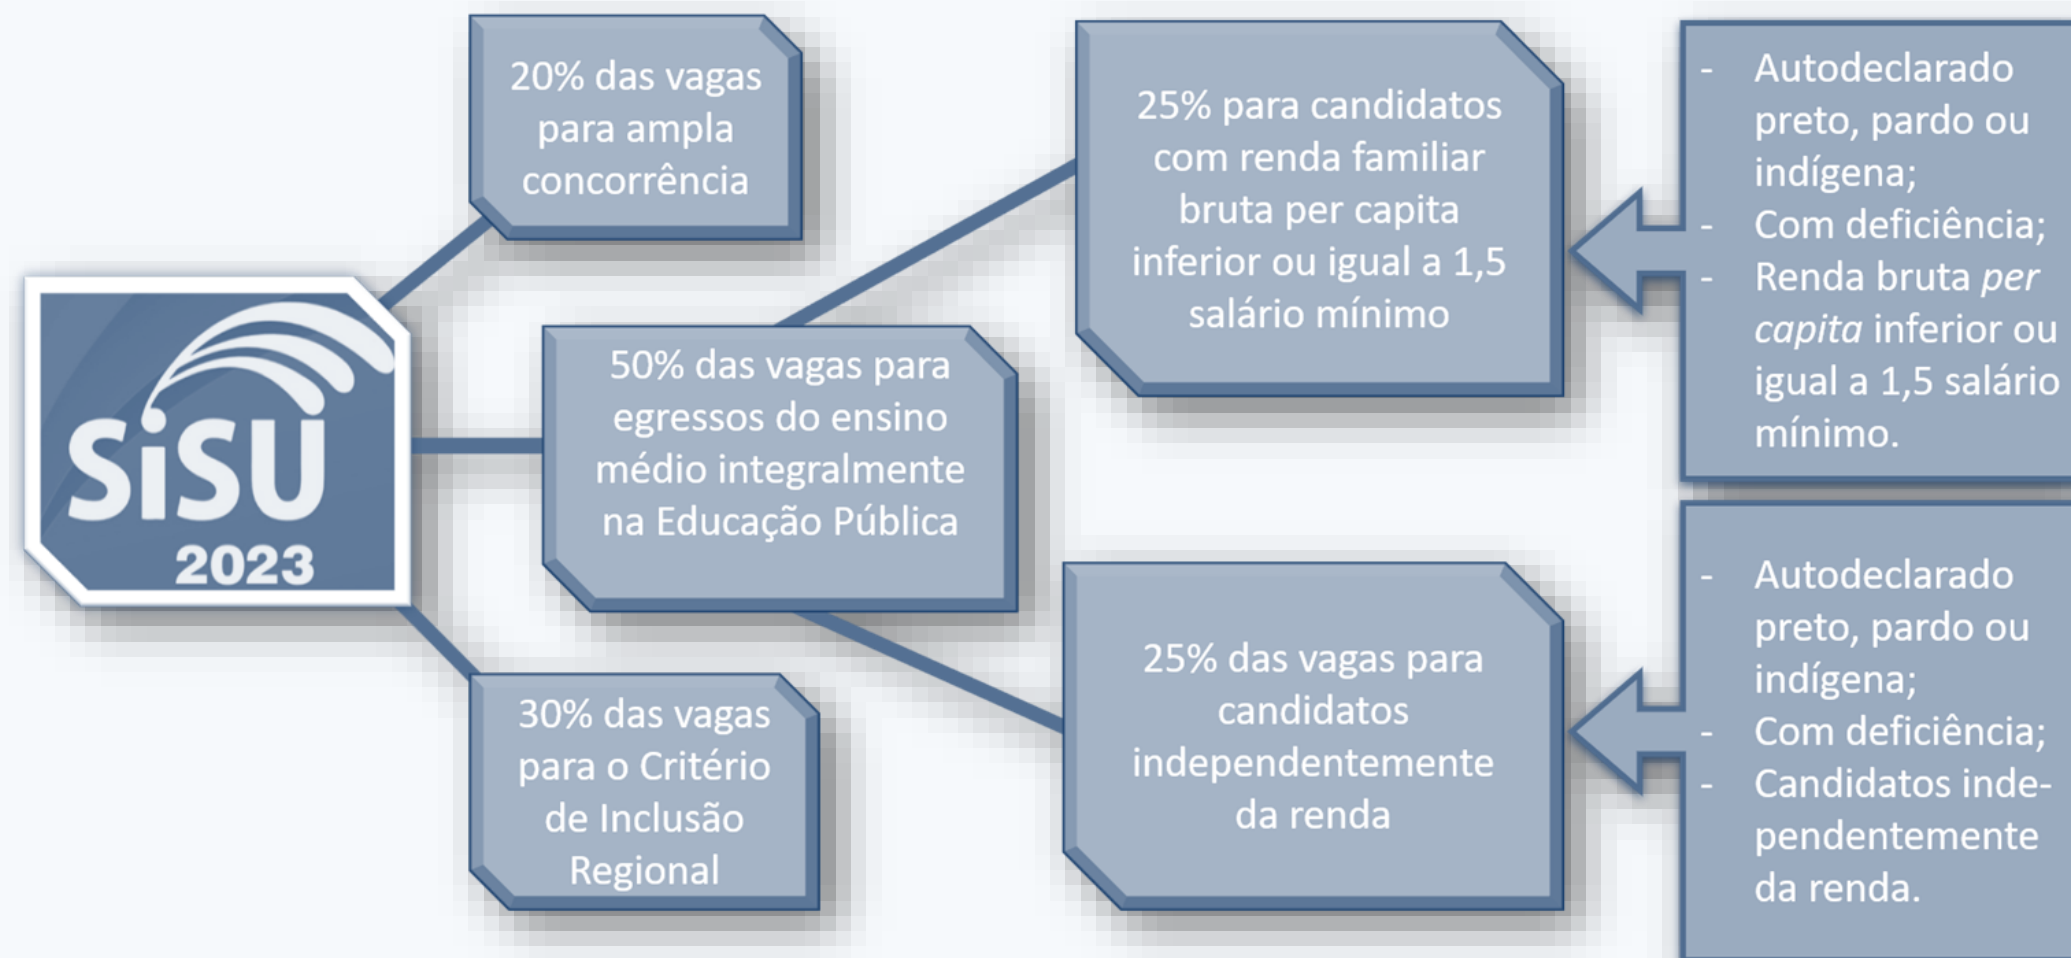 20% das vagas
para ampla
concorrência
SiSU
2023
50% das vagas para
egressos do ensino
médio integralmente
na Educação Pública
30% das vagas
para o Critério
de Inclusão
Regional
25% para candidatos
com renda familiar
bruta per capita
inferior ou igual a 1,5
salário mínimo
25% das vagas para
candidatos
independentemente
da renda
- Autodeclarado
preto, pardo ou
indígena;
- Com deficiência;
- Renda bruta per
capita inferior ou
igual a 1,5 salário
mínimo.
- Autodeclarado
preto, pardo ou
indígena;
- Com deficiência;
- Candidatos inde-
pendentemente
da renda.